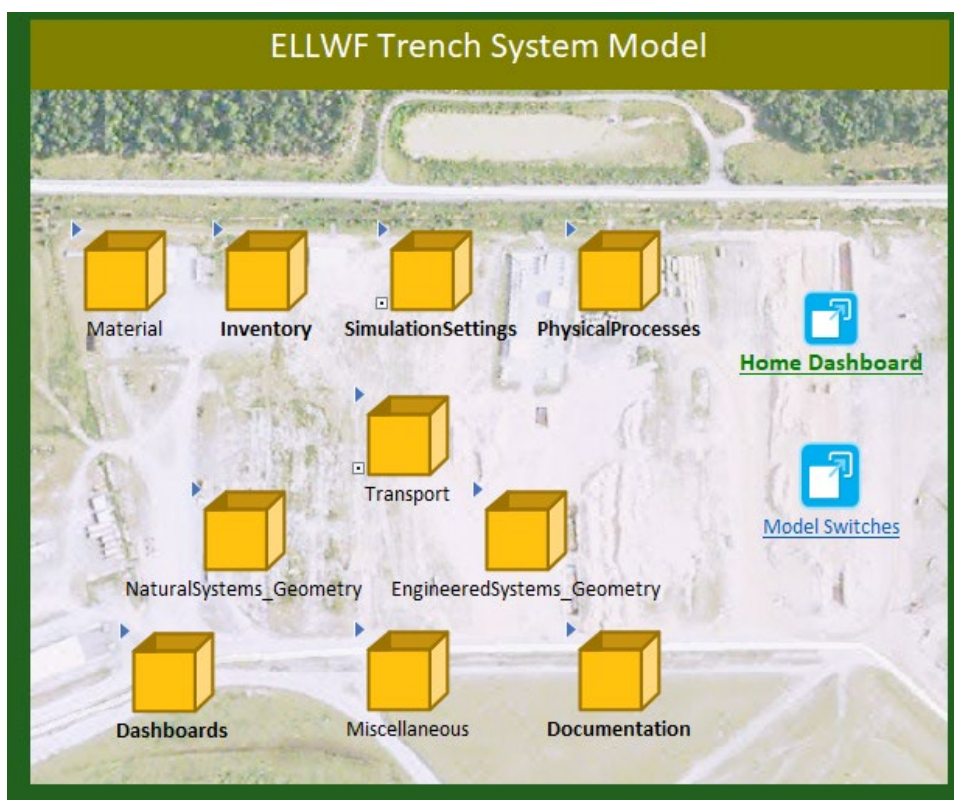 ELLWF Trench System Model
Material
Inventory
SimulationSettings
PhysicalProcesses
Home Dashboard
Transport
Model Switches
NaturalSystems_Geometry
EngineeredSystems_Geometry
Dashboards
Miscellaneous
Documentation